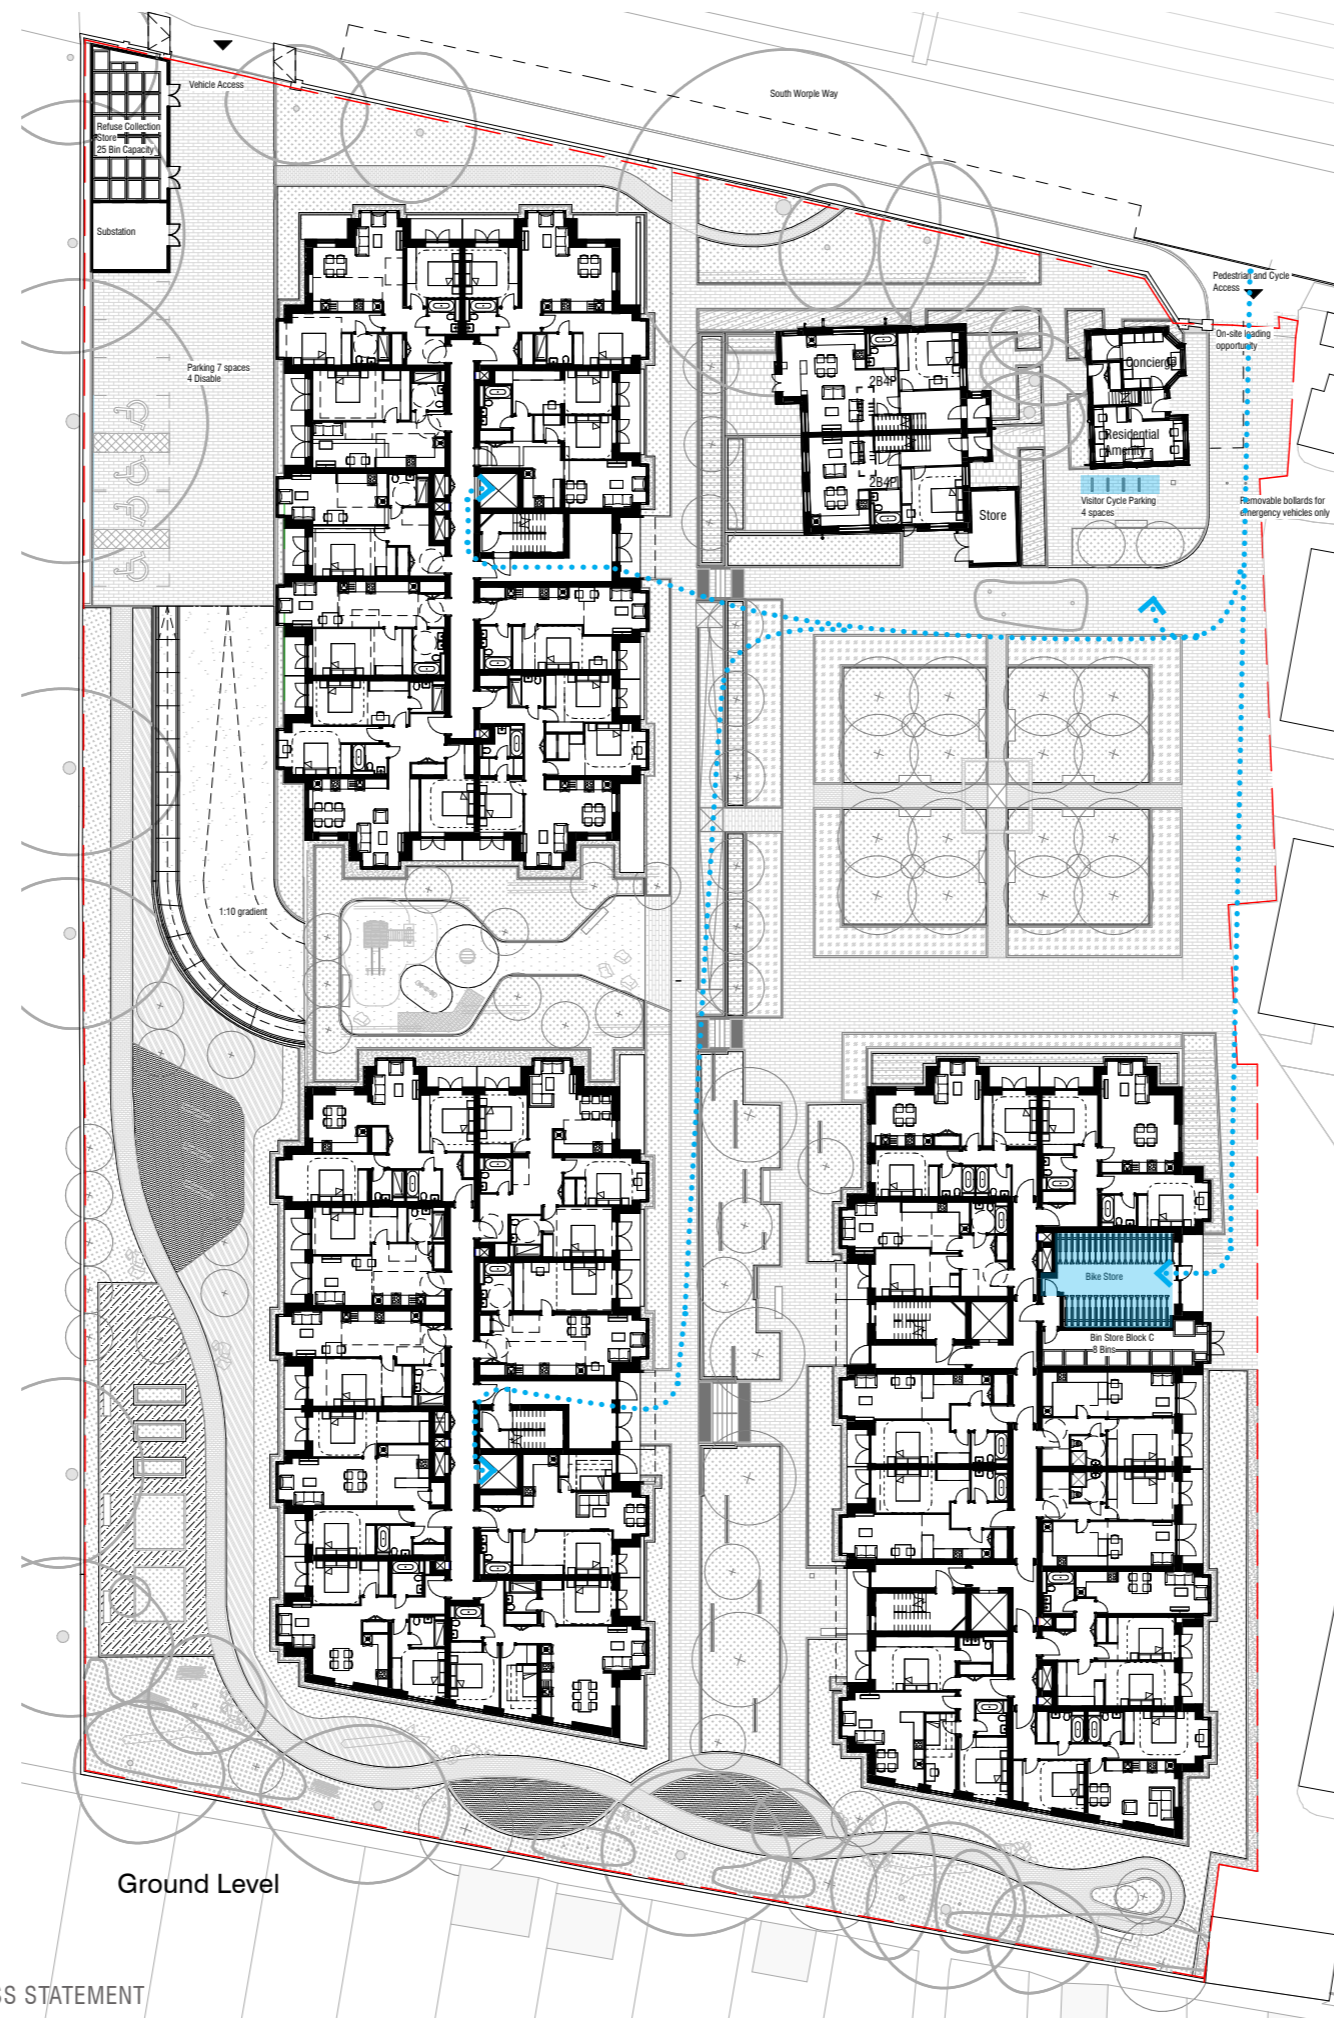 Vehicle Access
South Worple Way
Refuse Collection
Store
25 Bin Capacity
Substation
Pedestrian and Cycle
Access
On-site loading
opportunity
Parking 7 spaces
4 Disable
Concierge
2B4P
Residential
Amenity
2B4P
Visitor Cycle Parking
4 spaces
Removable bollards for
emergency vehicles only
Store
1:10 gradient
Bike Store
Bin Store Block C
8 Bins
Ground Level
SS STATEMENT